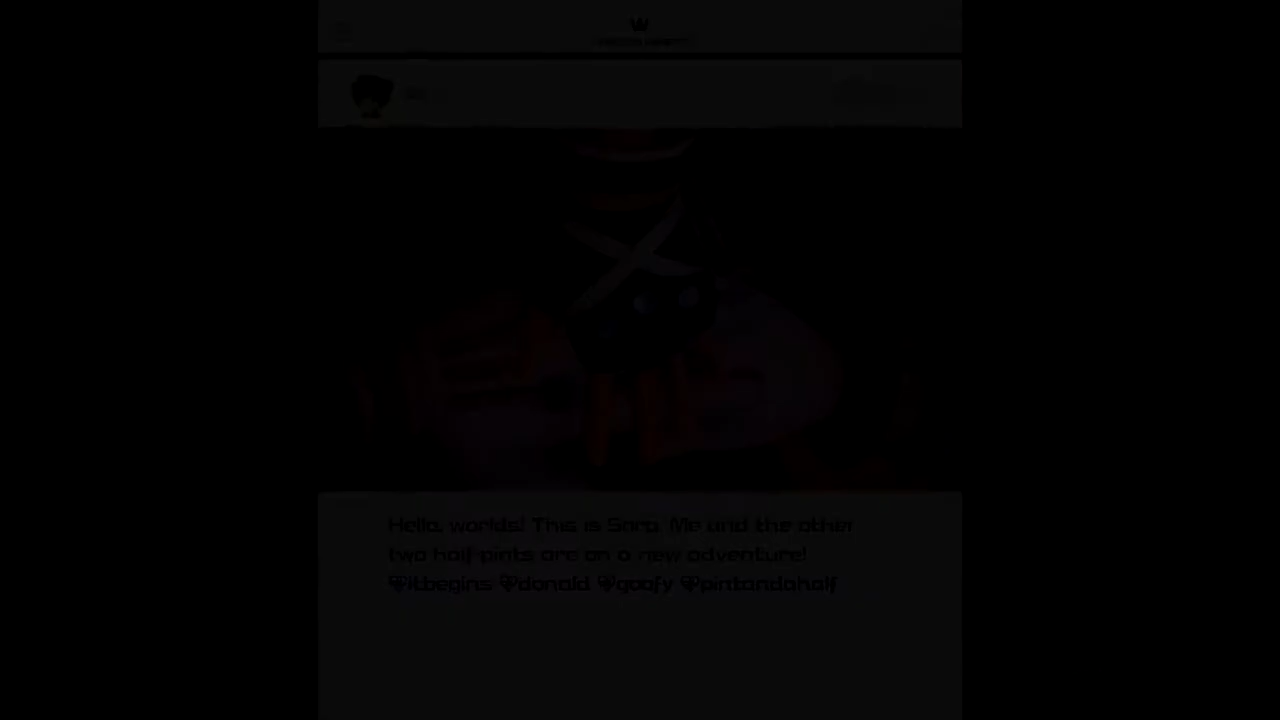 Hello, worlds! This is Sora. Me and the other
two half pints are on a new adventure!
itbegins donald goofy pintandahalf